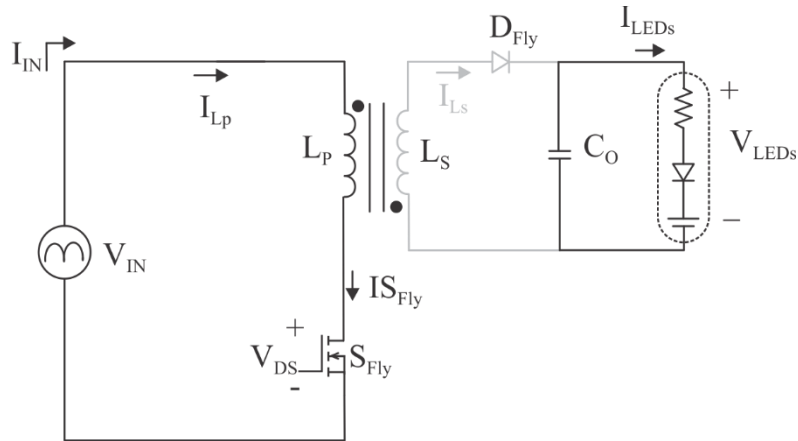 I_IN
I_Lp
L_P
L_S
I_Ls
D_Fly
I_LEDs
C_O
+
V_LEDs
−
V_IN
IS_Fly
+
V_DS
-
S_Fly